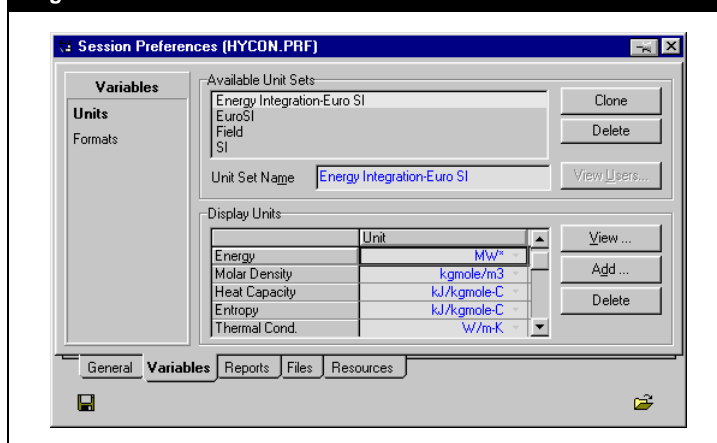 Session Preferences (HYCON.PRF)
Variables
Units
Formats
Available Unit Sets
Energy Integration-Euro SI
EuroSI
Field
SI
Clone
Delete
Unit Set Name Energy Integration-Euro SI View Users...
Display Units
Unit
Energy MW*
Molar Density kgmole/m3
Heat Capacity kJ/kgmole-C
Entropy kJ/kgmole-C
Thermal Cond. W/m-K
View ...
Add ...
Delete
General Variables Reports Files Resources